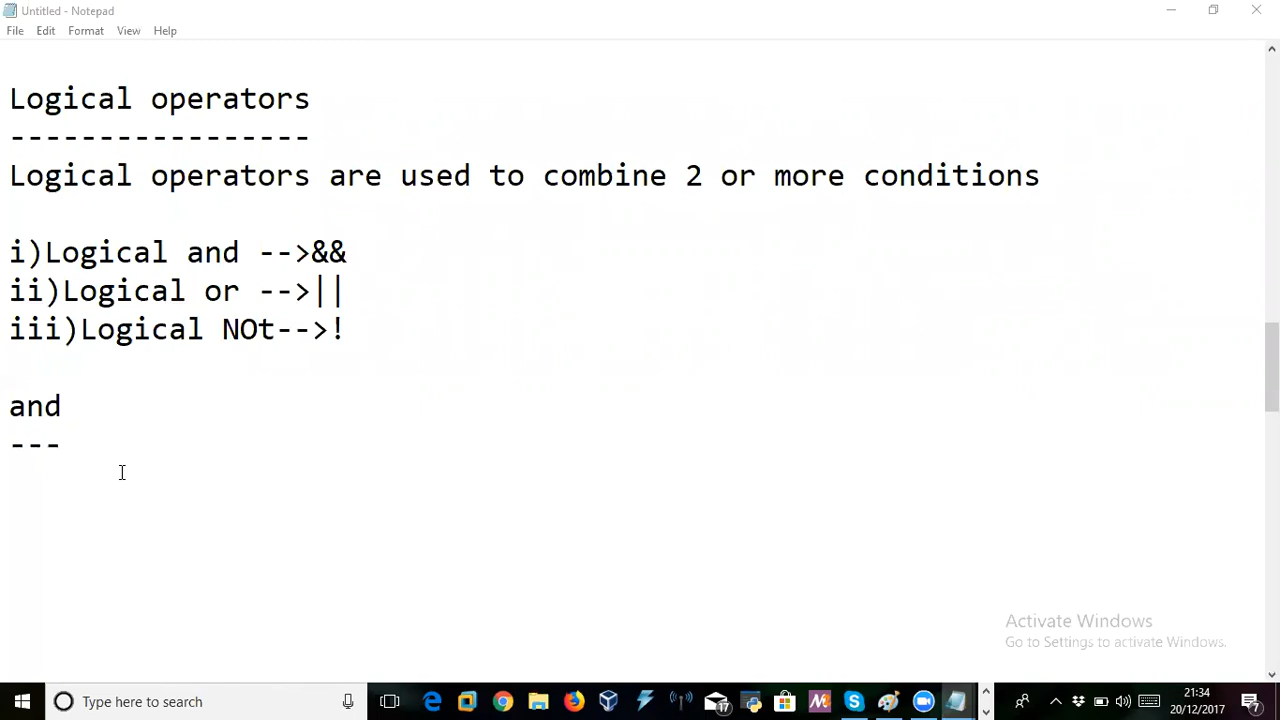 Untitled - Notepad
File Edit Format View Help
Logical operators
-----------------
Logical operators are used to combine 2 or more conditions
i)Logical and -->&&
ii)Logical or -->||
iii)Logical NOt-->!
and
---
Activate Windows
Go to Settings to activate Windows.
Type here to search
17
21:34
20/12/2017
7